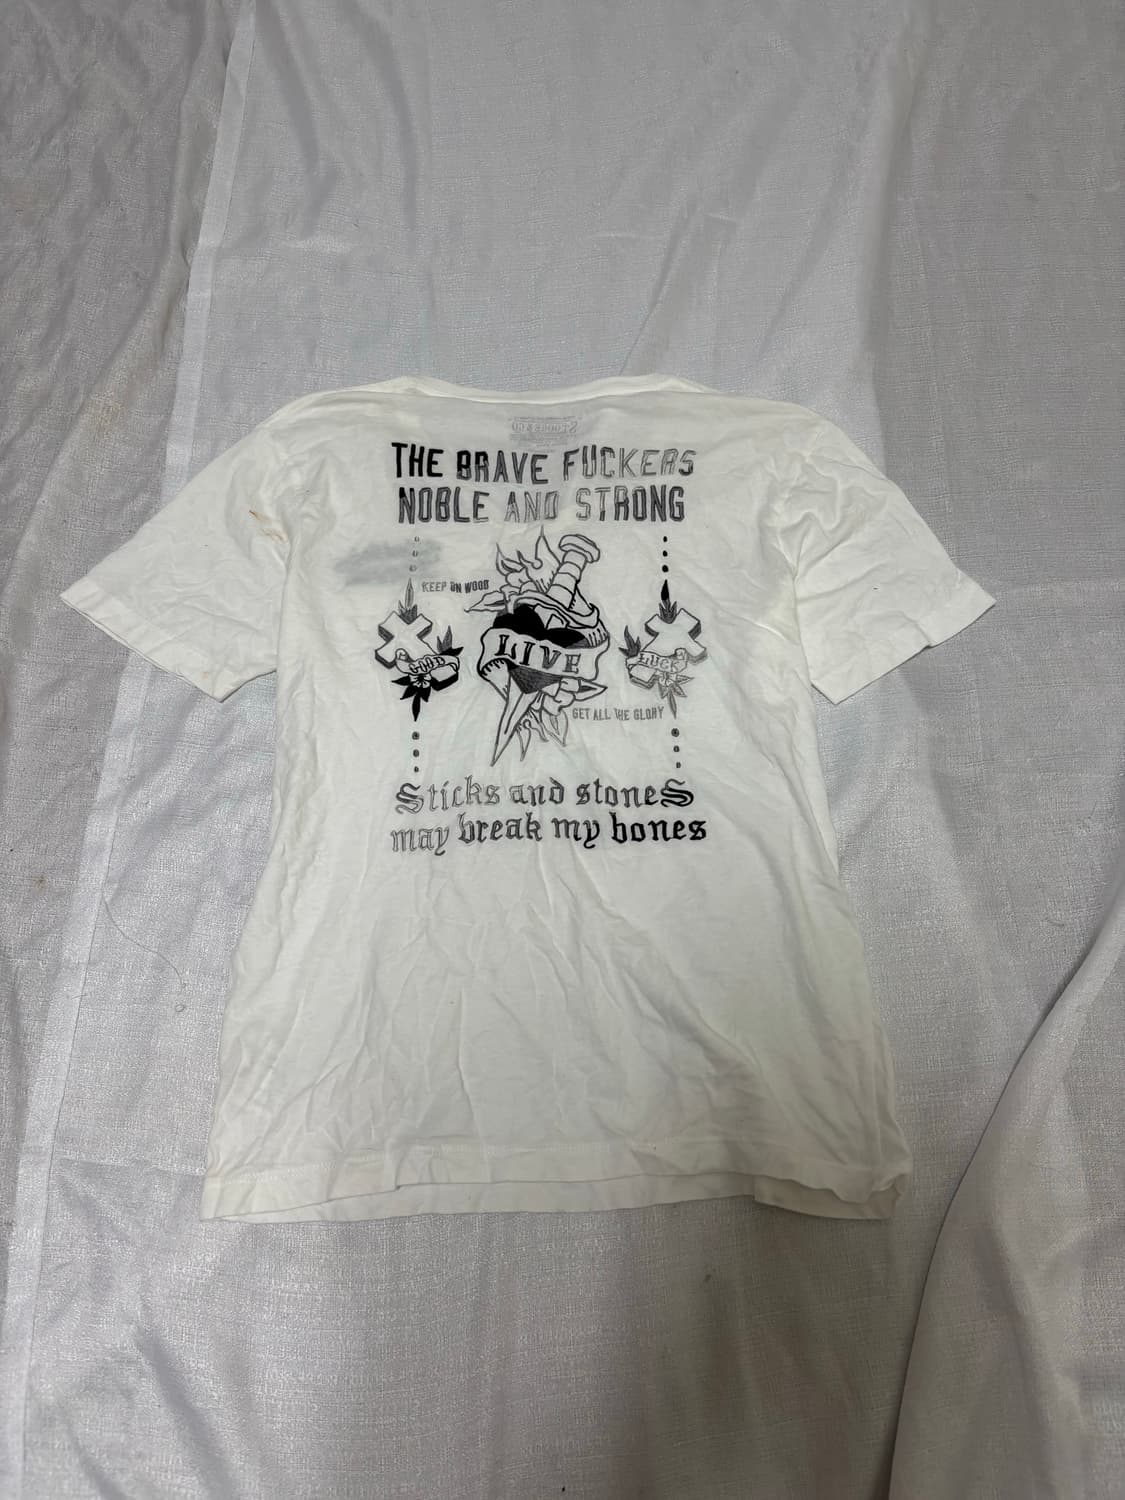 THE BRAVE FUCKERS
NOBLE AND STRONG
KEEP ON WOOD
GOOD
LIVE
LUCK
GET ALL THE GLORY
Sticks and stoneS
may break my bones